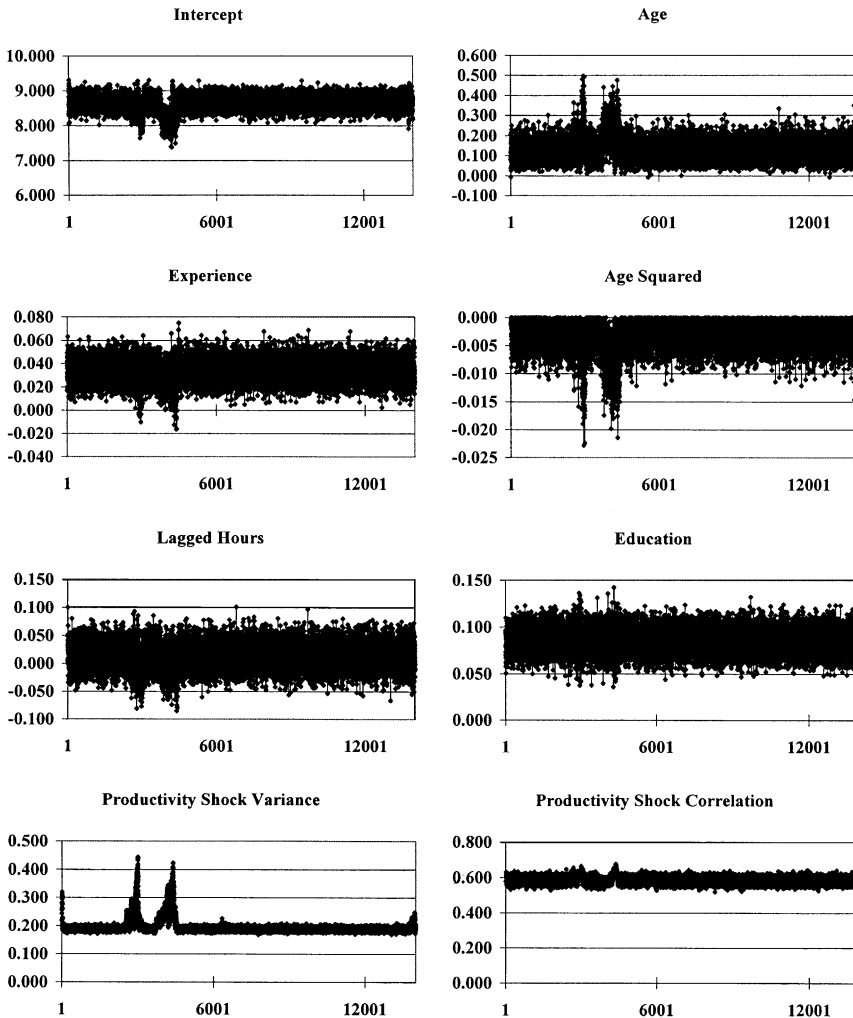 Intercept
10.000
9.000
8.000
7.000
6.000
1 6001 12001
Age
0.600
0.500
0.400
0.300
0.200
0.100
0.000
-0.100
1 6001 12001
Experience
0.080
0.060
0.040
0.020
0.000
-0.020
-0.040
1 6001 12001
Age Squared
0.000
-0.005
-0.010
-0.015
-0.020
-0.025
1 6001 12001
Lagged Hours
0.150
0.100
0.050
0.000
-0.050
-0.100
1 6001 12001
Education
0.150
0.100
0.050
0.000
1 6001 12001
Productivity Shock Variance
0.500
0.400
0.300
0.200
0.100
0.000
1 6001 12001
Productivity Shock Correlation
0.800
0.600
0.400
0.200
0.000
1 6001 12001